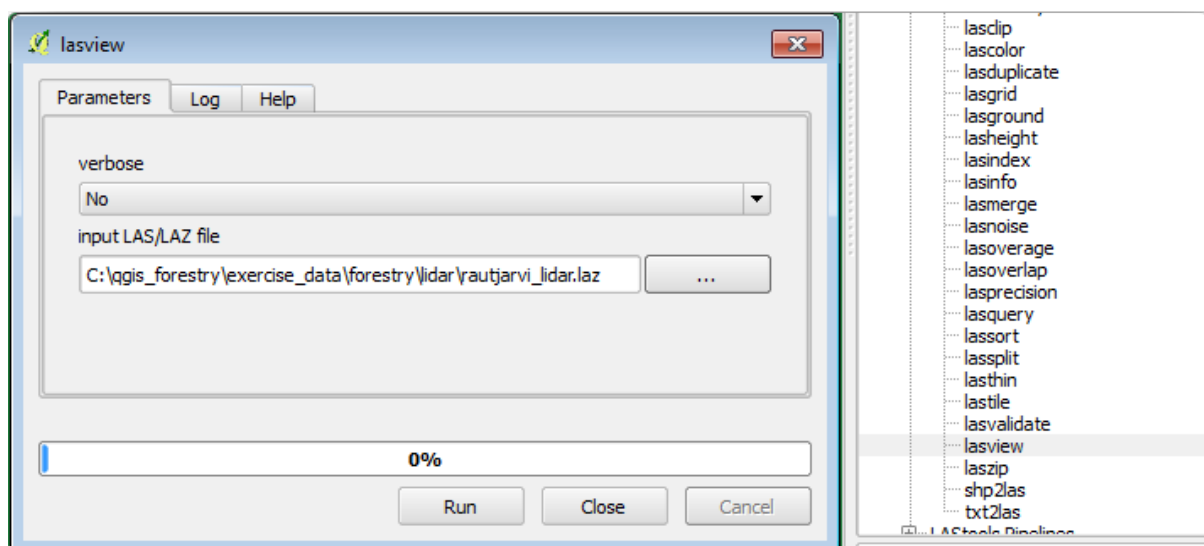 lasview
Parameters Log Help
verbose
No
input LAS/LAZ file
C:\qgis_forestry\exercise_data\forestry\lidar\rautjarvi_lidar.laz ...
0%
Run Close Cancel
lasclip
lascolor
lasduplicate
lasgrid
lasground
lasheight
lasindex
lasinfo
lasmerge
lasnoise
lasoverage
lasoverlap
lasprecision
lasquery
lassort
lassplit
lasthin
lastile
lasvalidate
lasview
laszip
shp2las
txt2las
LAStools Pipelines